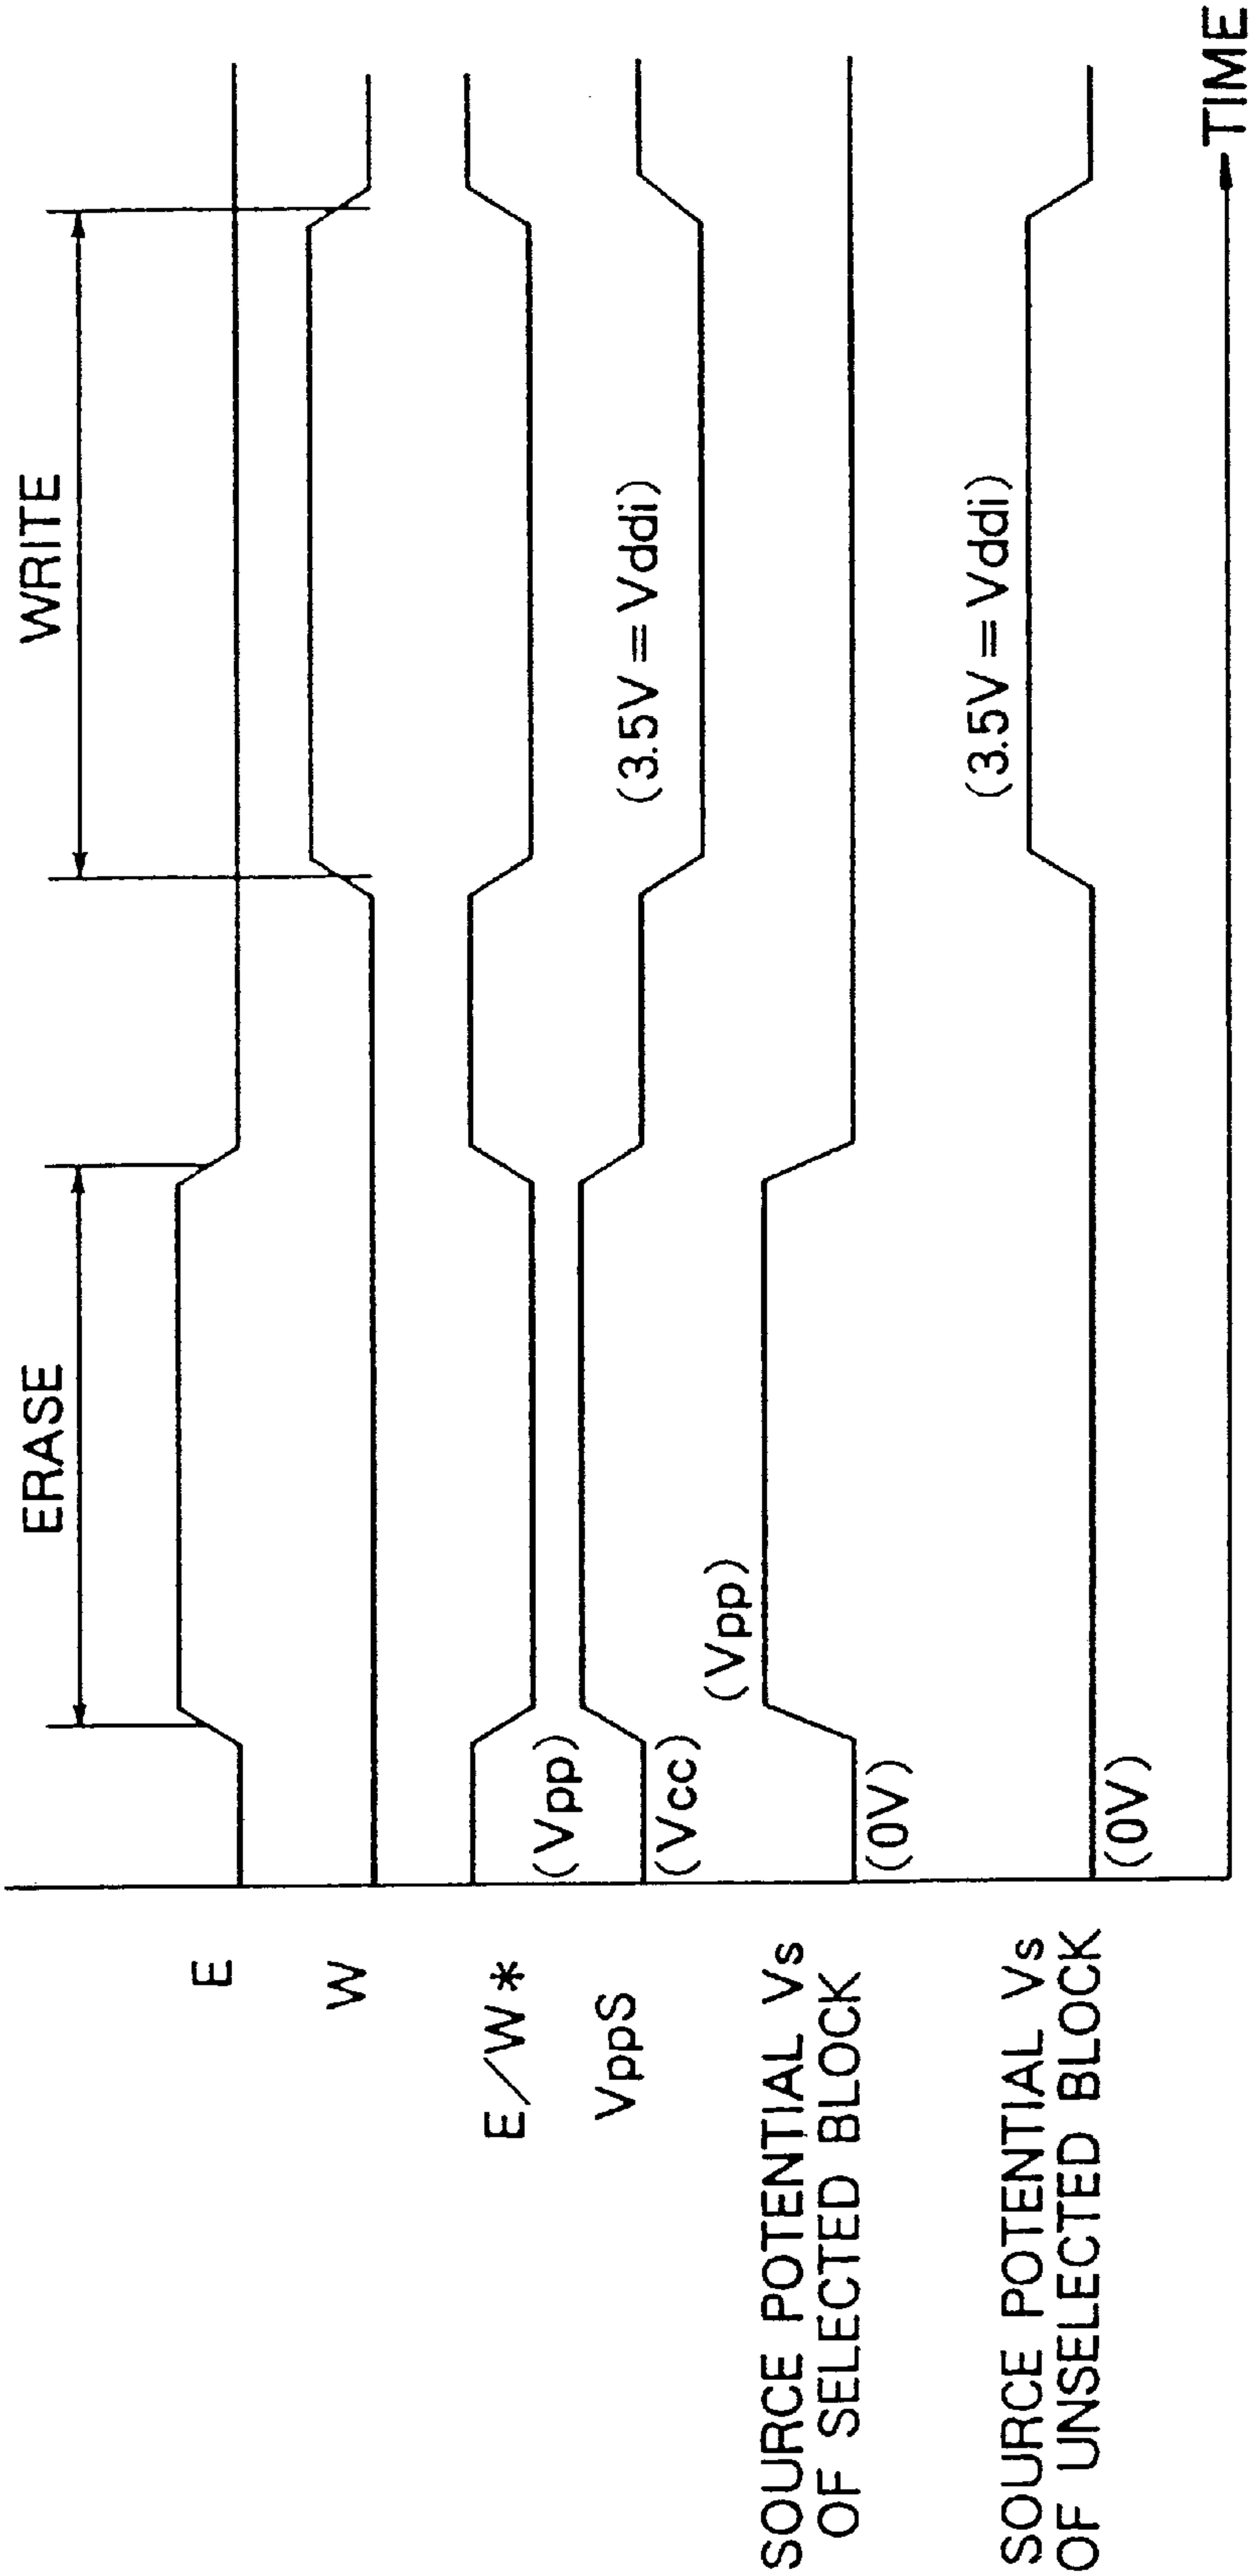 ERASE
WRITE
E
W
E/W*
(Vpp)
VppS
(Vcc)
(3.5V=Vddi)
SOURCE POTENTIAL Vs
OF SELECTED BLOCK
(Vpp)
(0V)
SOURCE POTENTIAL Vs
OF UNSELECTED BLOCK
(3.5V=Vddi)
(0V)
TIME